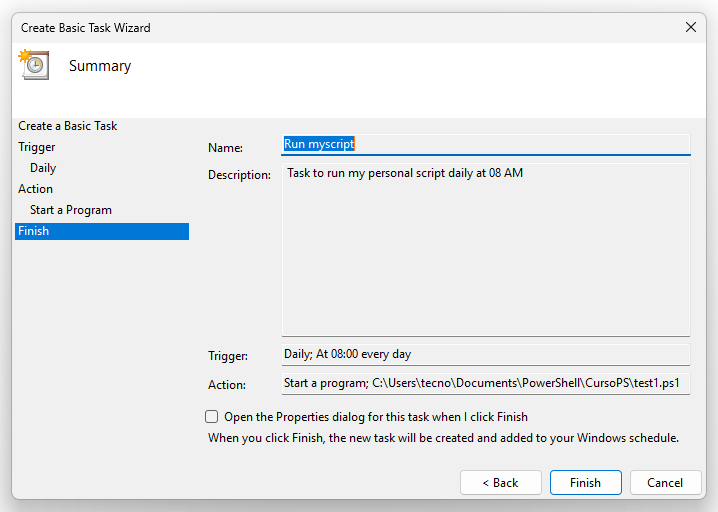 Create Basic Task Wizard
Summary
Create a Basic Task
Trigger
Daily
Action
Start a Program
Finish
Name: Run myscript
Description: Task to run my personal script daily at 08 AM
Trigger: Daily; At 08:00 every day
Action: Start a program; C:\Users\tecno\Documents\PowerShell\CursoPS\test1.ps1
Open the Properties dialog for this task when I click Finish
When you click Finish, the new task will be created and added to your Windows schedule.
< Back Finish Cancel